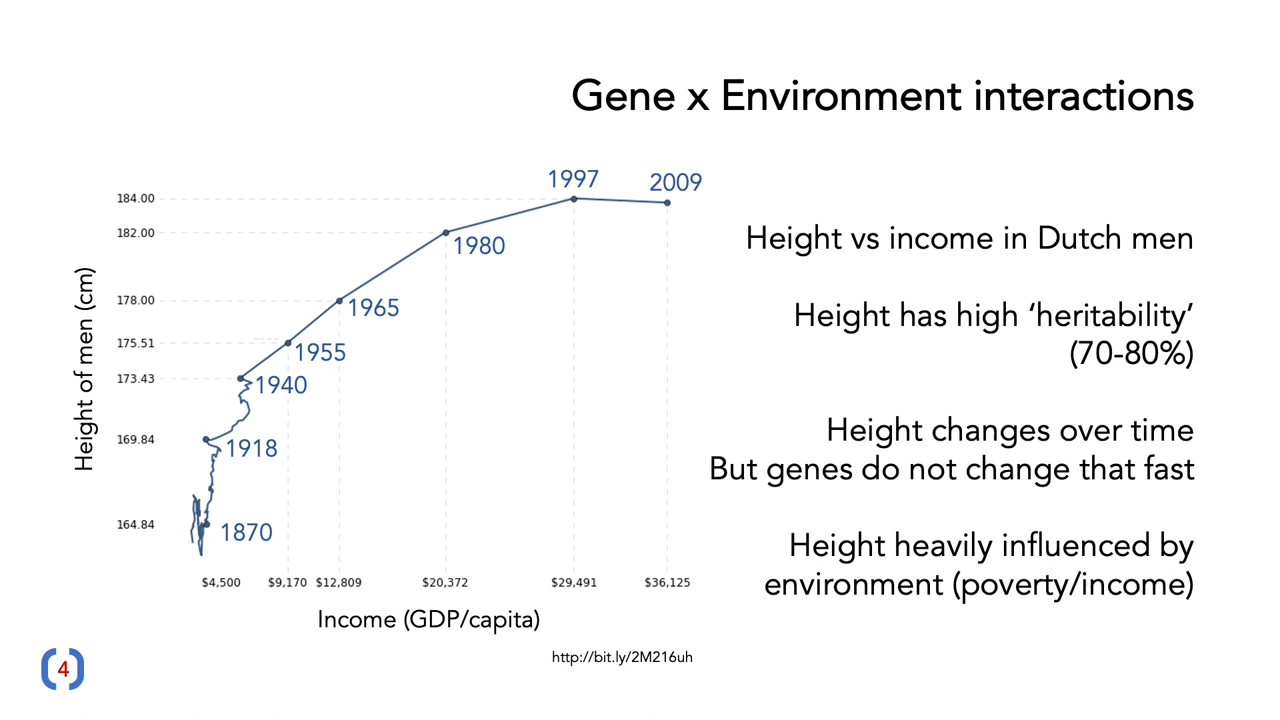 Gene x Environment interactions
1997
2009
184.00
182.00
1980
178.00
1965
175.51
1955
173.43
1940
169.84
1918
164.84
1870
Height of men (cm)
$4,500
$9,170
$12,809
$20,372
$29,491
$36,125
Income (GDP/capita)
Height vs income in Dutch men
Height has high ‘heritability’
(70-80%)
Height changes over time
But genes do not change that fast
Height heavily influenced by
environment (poverty/income)
http://bit.ly/2M216uh
4